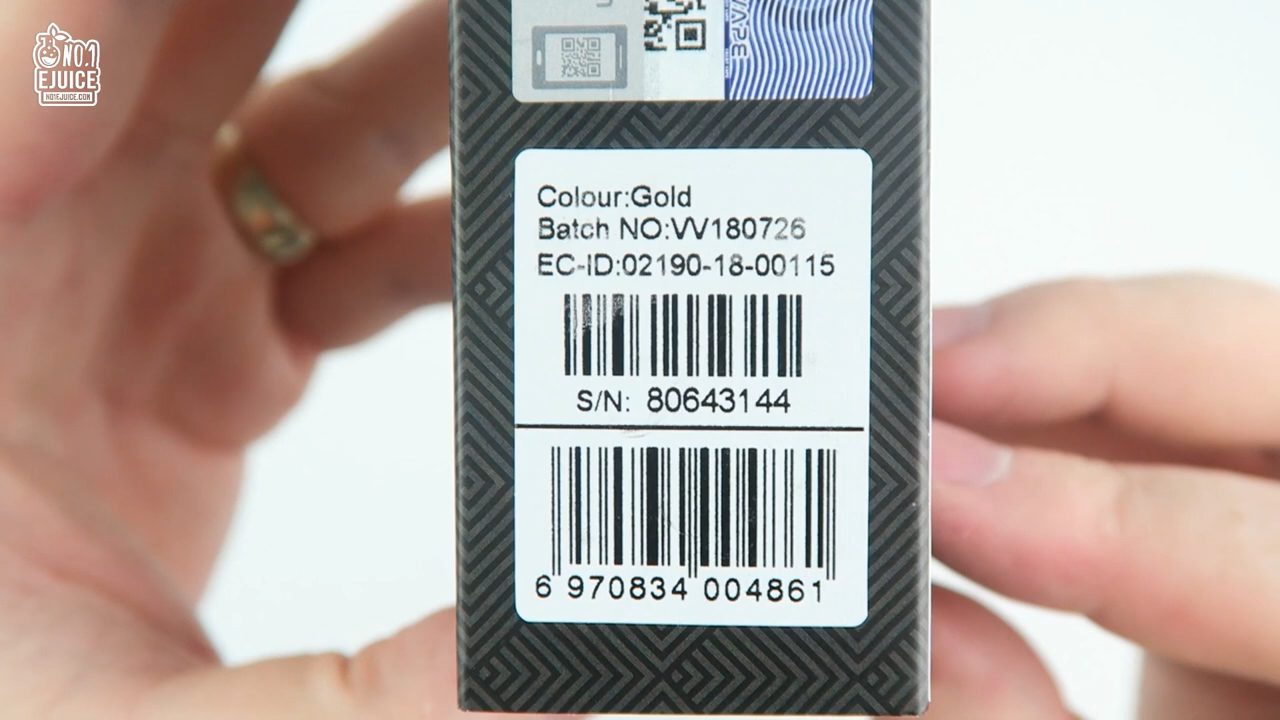 NO.1
EJUICE
NO1EJUICE.COM
VAPE
Colour:Gold
Batch NO:VV180726
EC-ID:02190-18-00115
S/N: 80643144
6 970834 004861